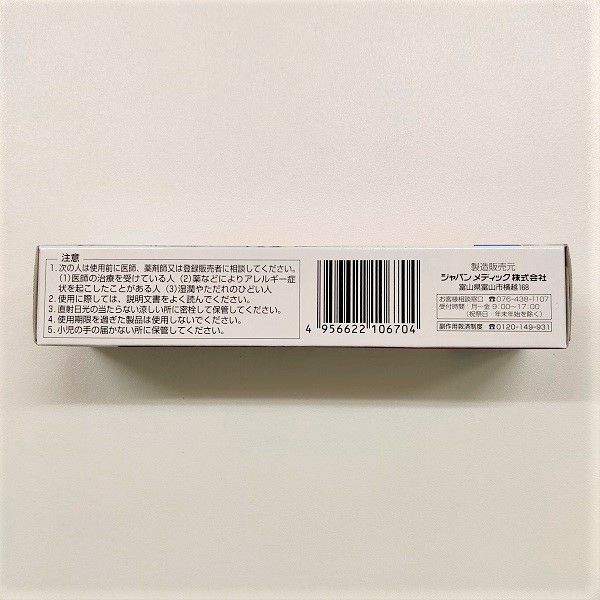 注意
1. 次の人は使用前に医師、薬剤師又は登録販売者に相談してください。
(1)医師の治療を受けている人 (2)薬などによりアレルギー症
状を起こしたことがある人 (3)湿潤やただれのひどい人
2. 使用に際しては、説明文書をよく読んでください。
3. 直射日光の当たらない涼しい所に密栓して保管してください。
4. 使用期限を過ぎた製品は使用しないでください。
5. 小児の手の届かない所に保管してください。
4 956622 106704
製造販売元
ジャパンメディック株式会社
富山県富山市横越168
お客様相談窓口 ☎076-438-1107
受付時間：月－金 9：00～17：00
(祝祭日・年末年始を除く)
副作用救済制度 ☎0120-149-931